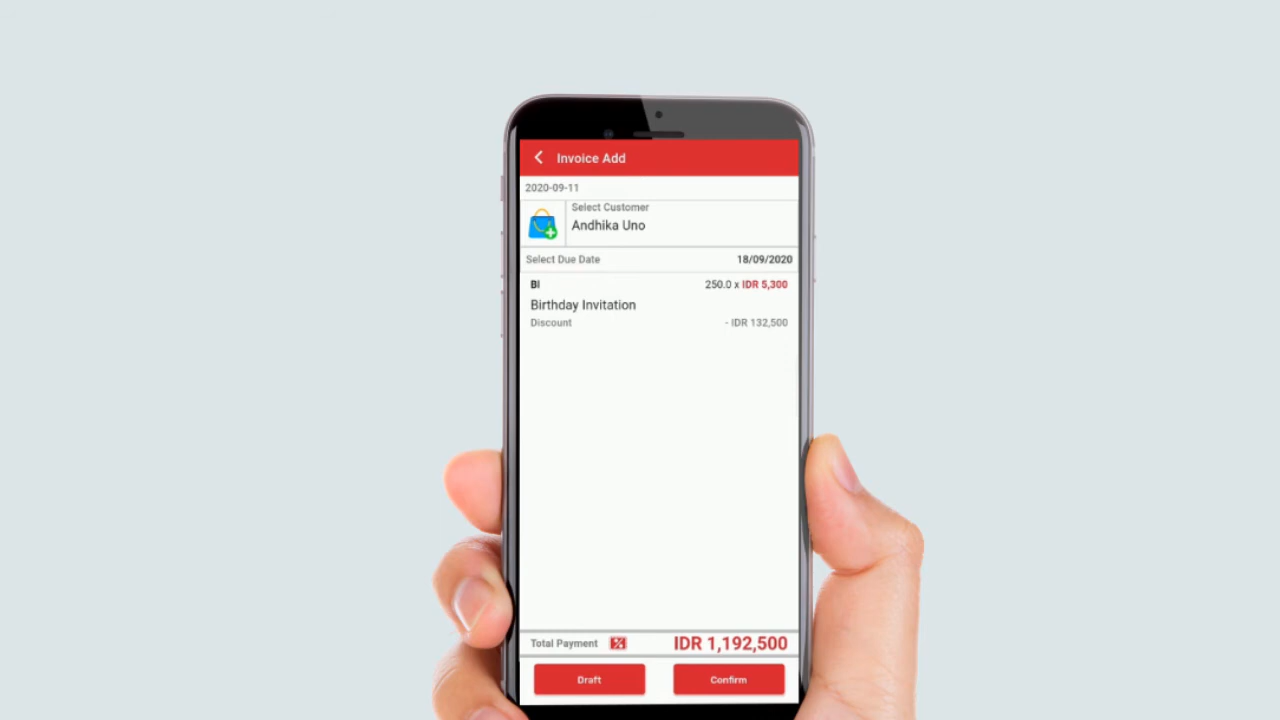 Invoice Add
2020-09-11
Select Customer
Andhika Uno
Select Due Date 18/09/2020
BI 250.0 x IDR 5,300
Birthday Invitation
Discount - IDR 132,500
Total Payment % IDR 1,192,500
Draft Confirm